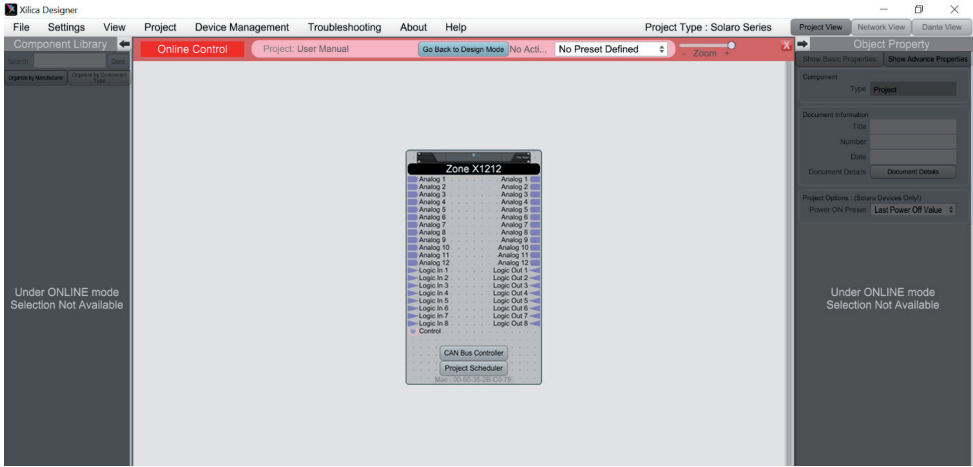 Xilica Designer
File Settings View Project Device Management Troubleshooting About Help Project Type : Solaro Series Project View Network View Dante View
Component Library
Online Control Project: User Manual Go Back to Design Mode No Acti... No Preset Defined - Zoom + X
Object Property
Search Clear
Organize by Manufacturer Organize by Component Type
Show Basic Properties Show Advance Properties
Component
Type Project
Document Information
Title
Number
Date
Document Details Document Details
Project Options : (Solaro Devices Only!)
Power ON Preset Last Power Off Value
Zone X1212
Analog 1 Analog 1
Analog 2 Analog 2
Analog 3 Analog 3
Analog 4 Analog 4
Analog 5 Analog 5
Analog 6 Analog 6
Analog 7 Analog 7
Analog 8 Analog 8
Analog 9 Analog 9
Analog 10 Analog 10
Analog 11 Analog 11
Analog 12 Analog 12
Logic In 1 Logic Out 1
Logic In 2 Logic Out 2
Logic In 3 Logic Out 3
Logic In 4 Logic Out 4
Logic In 5 Logic Out 5
Logic In 6 Logic Out 6
Logic In 7 Logic Out 7
Logic In 8 Logic Out 8
Control
CAN Bus Controller
Project Scheduler
Mac : 00-60-35-2B-C0-79
Under ONLINE mode
Selection Not Available
Under ONLINE mode
Selection Not Available